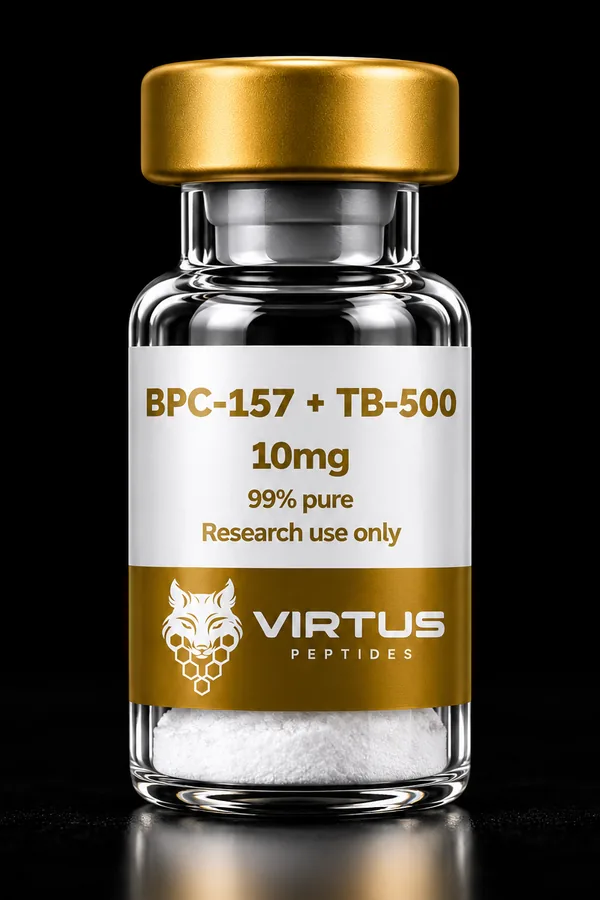 BPC-157 + TB-500
10mg
99% pure
Research use only
VIRTUS
PEPTIDES